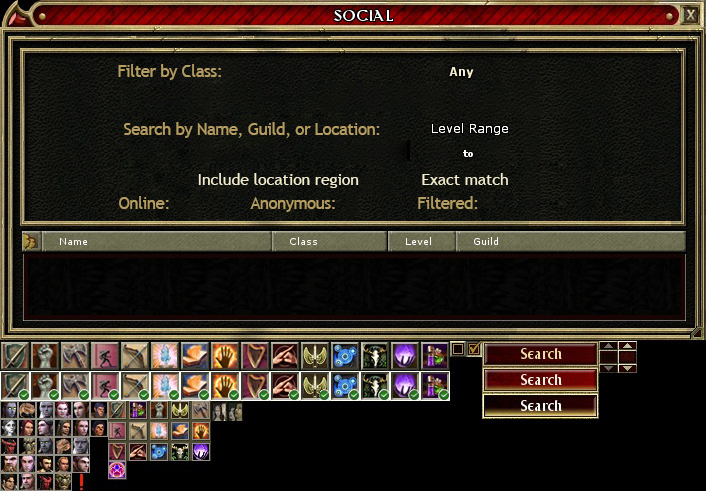 SOCIAL X
Filter by Class: Any
Search by Name, Guild, or Location: Level Range
to
Include location region Exact match
Online: Anonymous: Filtered:
Name Class Level Guild
Search
Search
Search